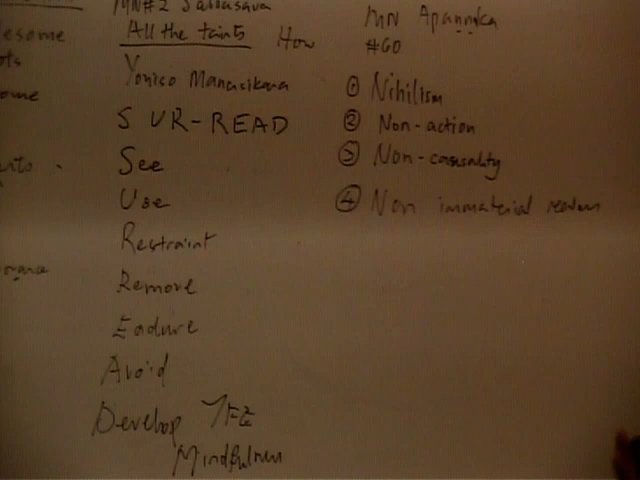 MN#2 Sabbasava
All the taints How
Yoniso Manasikara
SUR-READ
See
Use
Restraint
Remove
Endure
Avoid
Develop 7FE
Mindfulness
MN Apannaka
#60
① Nihilism
② Non-action
③ Non-causality
④ Non immaterial realms